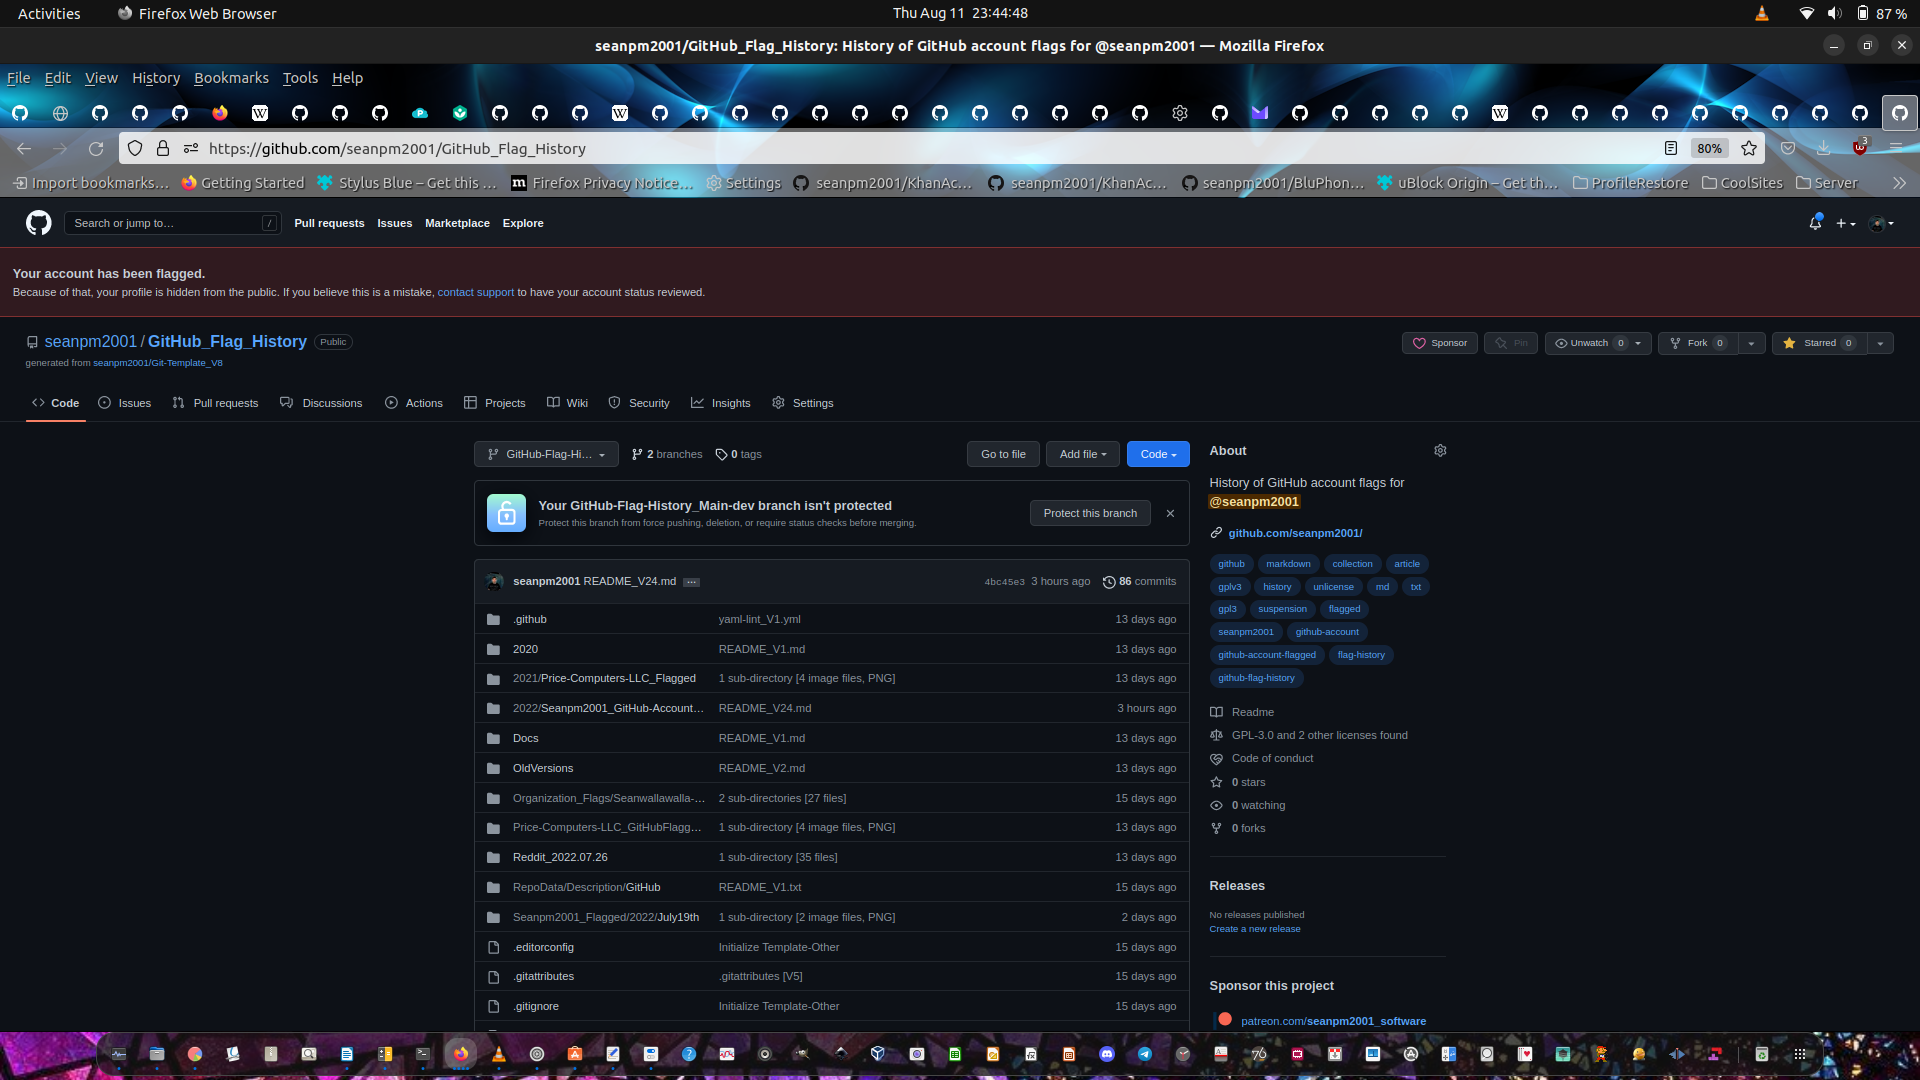 Activities
Firefox Web Browser
Thu Aug 11 23:44:48
87 %
seanpm2001/GitHub_Flag_History: History of GitHub account flags for @seanpm2001 — Mozilla Firefox
File Edit View History Bookmarks Tools Help
https://github.com/seanpm2001/GitHub_Flag_History
80%
3
Import bookmarks…
Getting Started
Stylus Blue – Get this …
Firefox Privacy Notice…
Settings
seanpm2001/KhanAc…
seanpm2001/KhanAc…
seanpm2001/BluPhon…
uBlock Origin – Get th…
ProfileRestore
CoolSites
Server
Search or jump to…
/
Pull requests
Issues
Marketplace
Explore
Your account has been flagged.
Because of that, your profile is hidden from the public. If you believe this is a mistake, contact support to have your account status reviewed.
seanpm2001 / GitHub_Flag_History Public
generated from seanpm2001/Git-Template_V8
Sponsor
Pin
Unwatch 0
Fork 0
Starred 0
Code
Issues
Pull requests
Discussions
Actions
Projects
Wiki
Security
Insights
Settings
GitHub-Flag-Hi…
2 branches
0 tags
Go to file
Add file
Code
Your GitHub-Flag-History_Main-dev branch isn't protected
Protect this branch from force pushing, deletion, or require status checks before merging.
Protect this branch
seanpm2001 README_V24.md …
4bc45e3 3 hours ago
86 commits
.github yaml-lint_V1.yml 13 days ago
2020 README_V1.md 13 days ago
2021/Price-Computers-LLC_Flagged 1 sub-directory [4 image files, PNG] 13 days ago
2022/Seanpm2001_GitHub-Account… README_V24.md 3 hours ago
Docs README_V1.md 13 days ago
OldVersions README_V2.md 13 days ago
Organization_Flags/Seanwallawalla-… 2 sub-directories [27 files] 15 days ago
Price-Computers-LLC_GitHubFlagg… 1 sub-directory [4 image files, PNG] 13 days ago
Reddit_2022.07.26 1 sub-directory [35 files] 13 days ago
RepoData/Description/GitHub README_V1.txt 15 days ago
Seanpm2001_Flagged/2022/July19th 1 sub-directory [2 image files, PNG] 2 days ago
.editorconfig Initialize Template-Other 15 days ago
.gitattributes .gitattributes [V5] 15 days ago
.gitignore Initialize Template-Other 15 days ago
About
History of GitHub account flags for
@seanpm2001
github.com/seanpm2001/
github markdown collection article
gplv3 history unlicense md txt
gpl3 suspension flagged
seanpm2001 github-account
github-account-flagged flag-history
github-flag-history
Readme
GPL-3.0 and 2 other licenses found
Code of conduct
0 stars
0 watching
0 forks
Releases
No releases published
Create a new release
Sponsor this project
patreon.com/seanpm2001_software